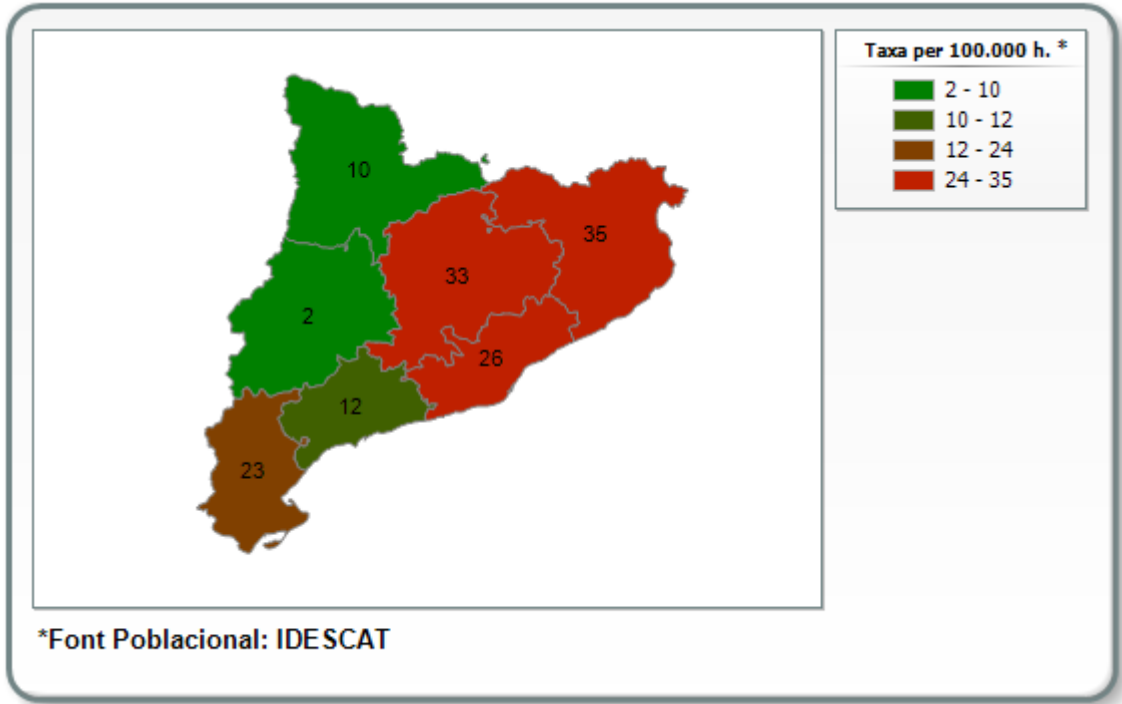 Taxa per 100.000 h. *
2 - 10
10 - 12
12 - 24
24 - 35
10
35
33
2
26
12
23
*Font Poblacional: IDESCAT